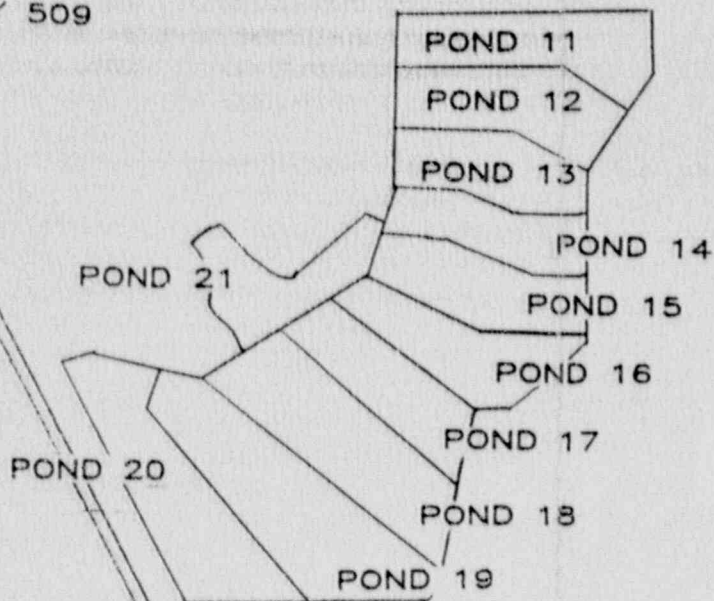 509
POND 11
POND 12
POND 13
POND 14
POND 21
POND 15
POND 16
POND 17
POND 20
POND 18
POND 19